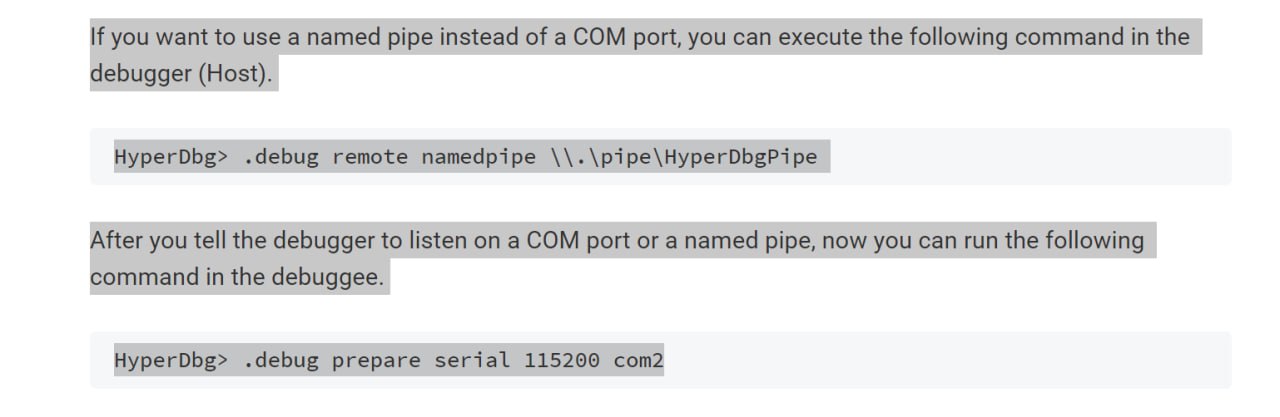 If you want to use a named pipe instead of a COM port, you can execute the following command in the
debugger (Host).
HyperDbg> .debug remote namedpipe \\.\pipe\HyperDbgPipe
After you tell the debugger to listen on a COM port or a named pipe, now you can run the following
command in the debuggee.
HyperDbg> .debug prepare serial 115200 com2